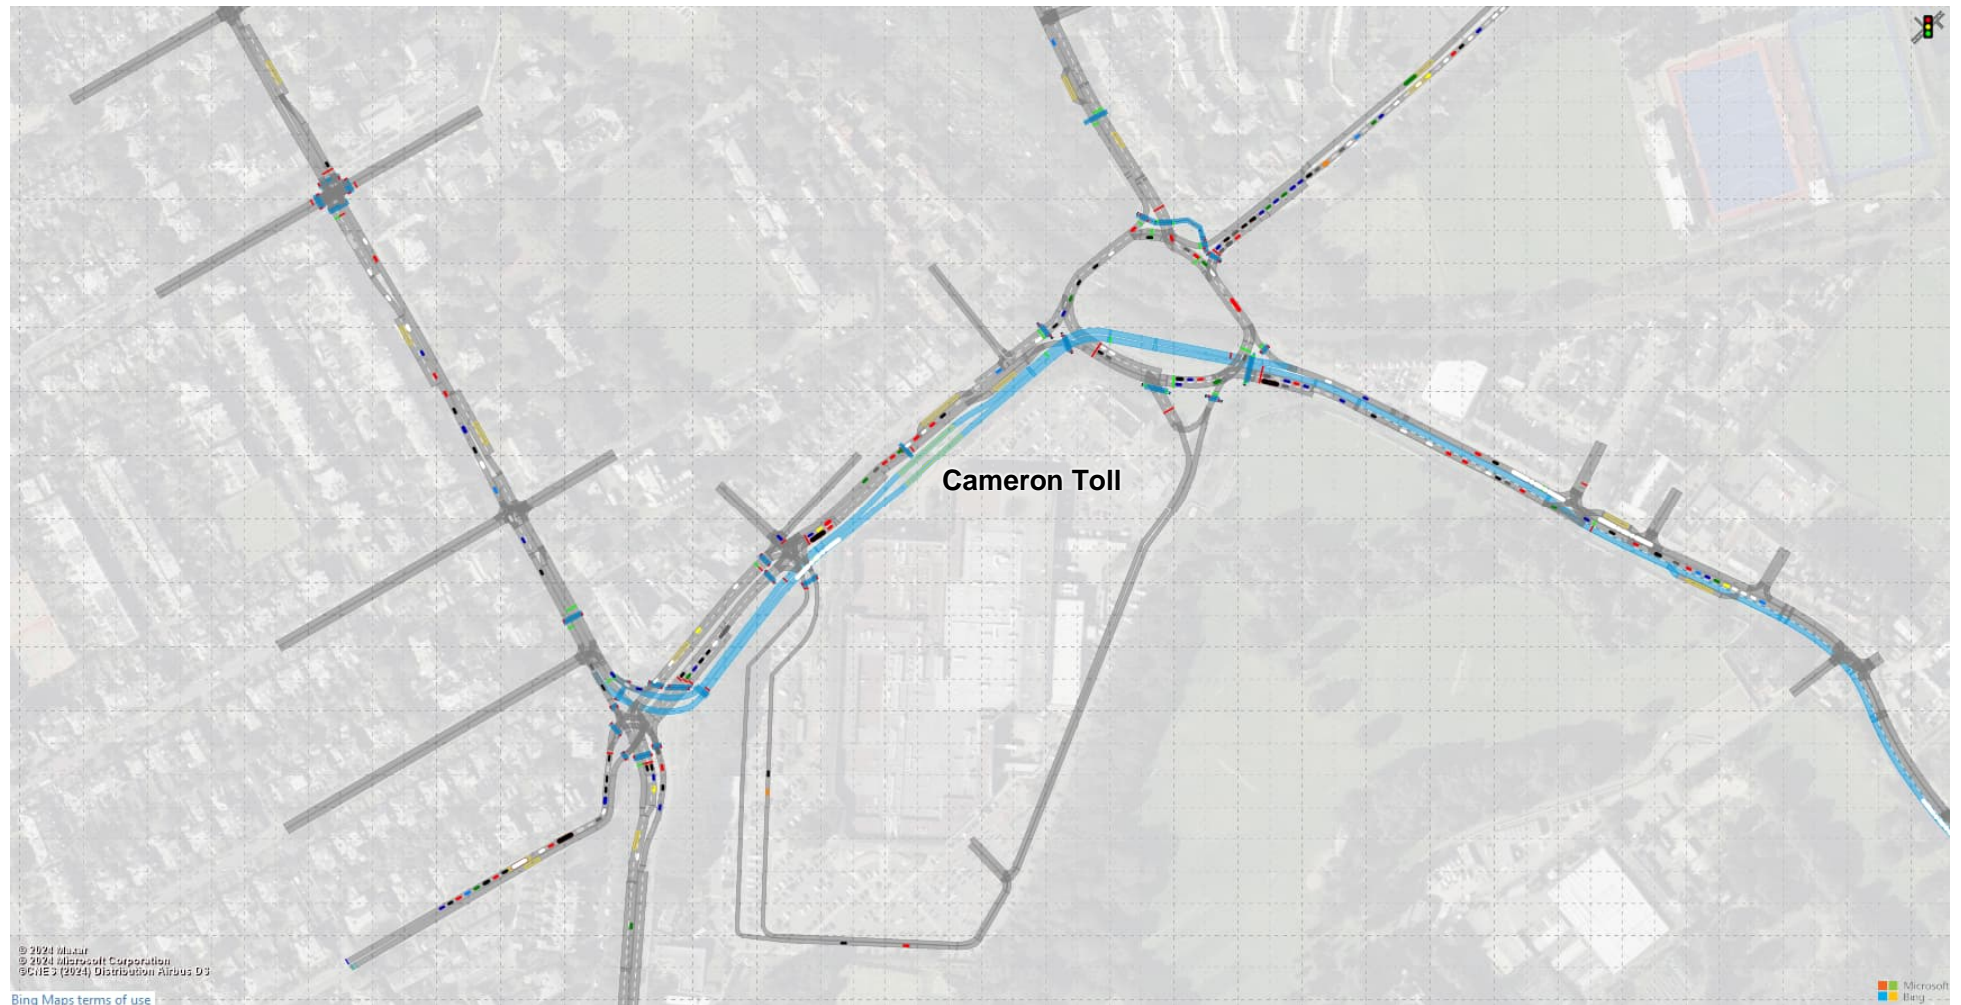 Cameron Toll
© 2024 Maxar
© 2024 Microsoft Corporation
©CNES (2024) Distribution Airbus DS
Bing Maps terms of use
Microsoft
Bing